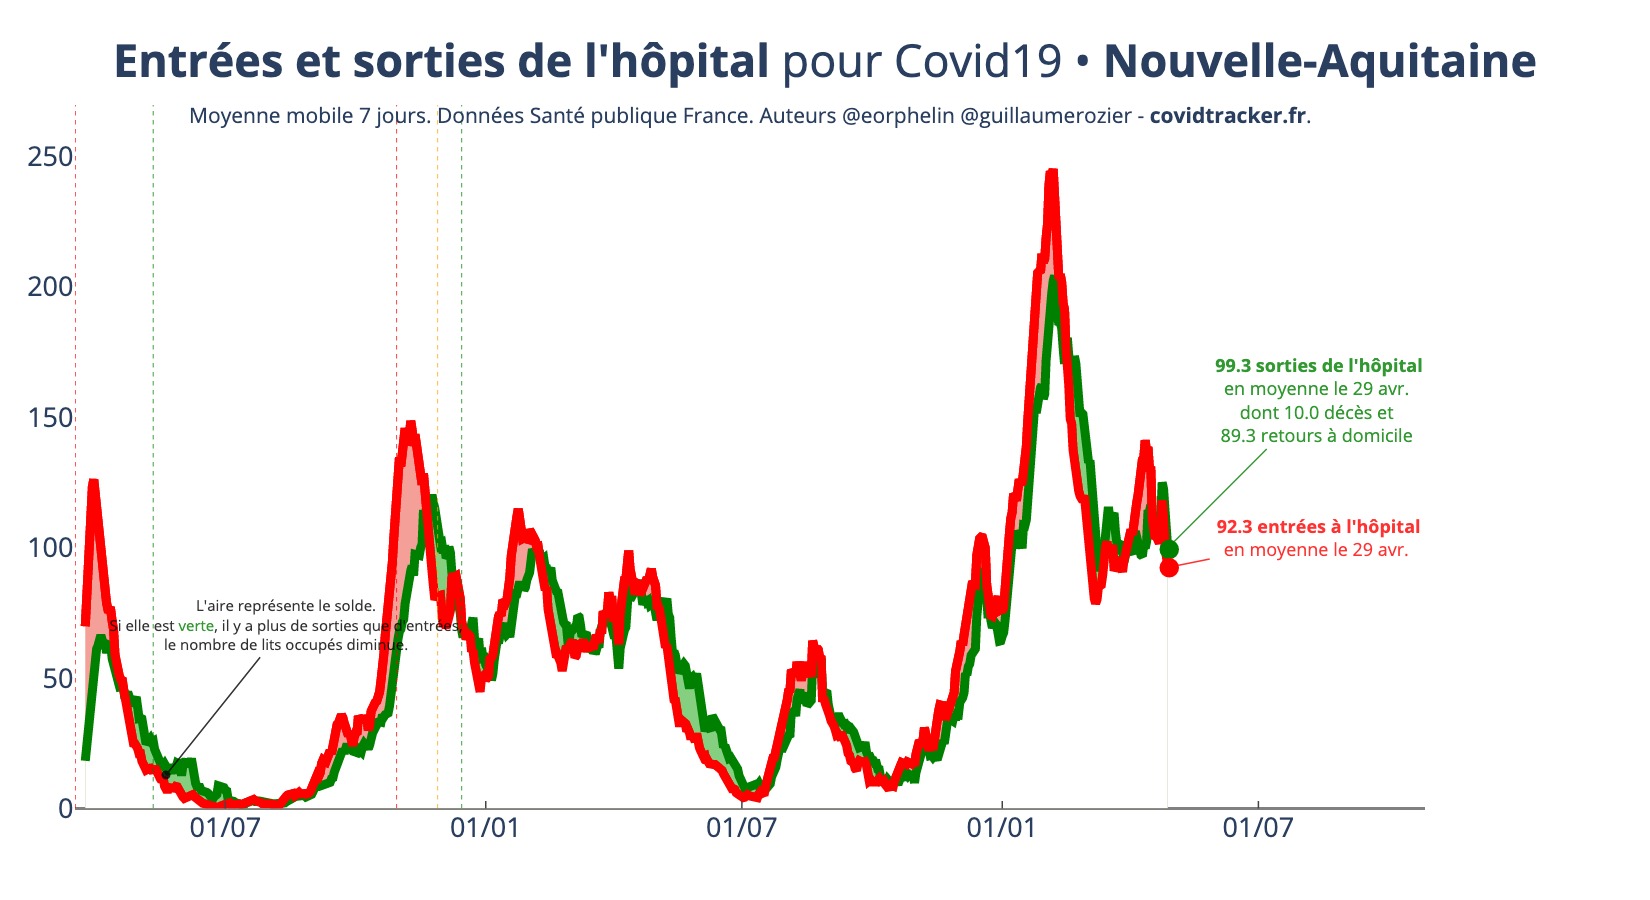 Entrées et sorties de l'hôpital pour Covid19 • Nouvelle-Aquitaine
Moyenne mobile 7 jours. Données Santé publique France. Auteurs @eorphelin @guillaumerozier - covidtracker.fr.
250
200
150
100
50
0
99.3 sorties de l'hôpital
en moyenne le 29 avr.
dont 10.0 décès et
89.3 retours à domicile
92.3 entrées à l'hôpital
en moyenne le 29 avr.
L'aire représente le solde.
Si elle est verte, il y a plus de sorties que d'entrées,
le nombre de lits occupés diminue.
01/07
01/01
01/07
01/01
01/07